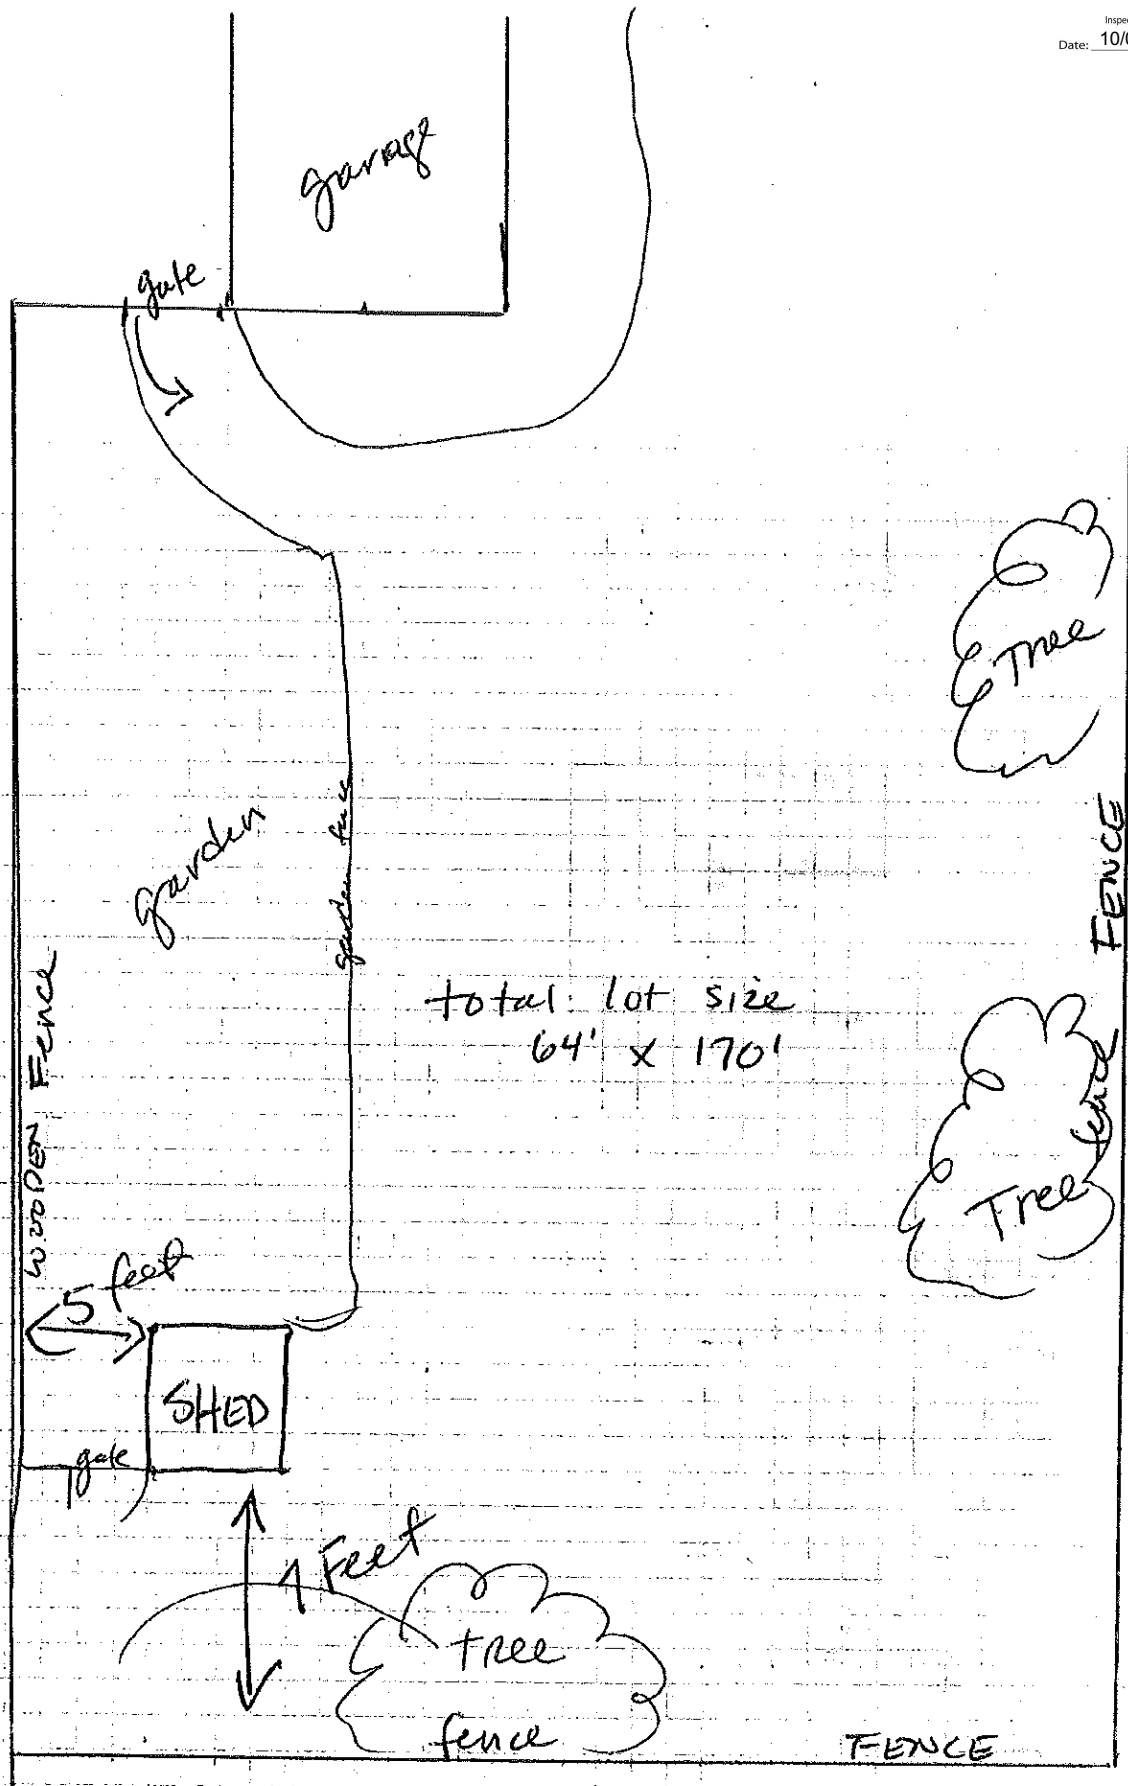 Inspe
Date: 10/0
garage
gate
Tree
garden
garden fence
FENCE
total lot size
64' x 170'
WOODEN Fence
Tree
fence
5 feet
SHED
gate
Feet
tree
fence
FENCE